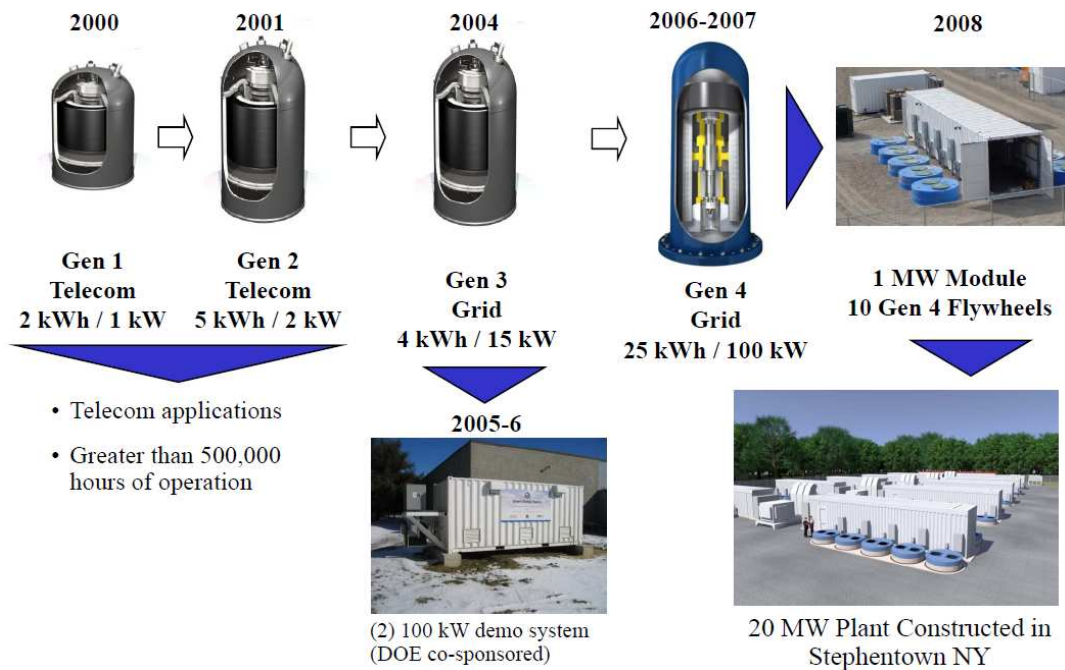 2000
2001
2004
2006-2007
2008
Gen 1
Telecom
2 kWh / 1 kW
Gen 2
Telecom
5 kWh / 2 kW
Gen 3
Grid
4 kWh / 15 kW
Gen 4
Grid
25 kWh / 100 kW
1 MW Module
10 Gen 4 Flywheels
• Telecom applications
• Greater than 500,000
hours of operation
2005-6
(2) 100 kW demo system
(DOE co-sponsored)
20 MW Plant Constructed in
Stephentown NY